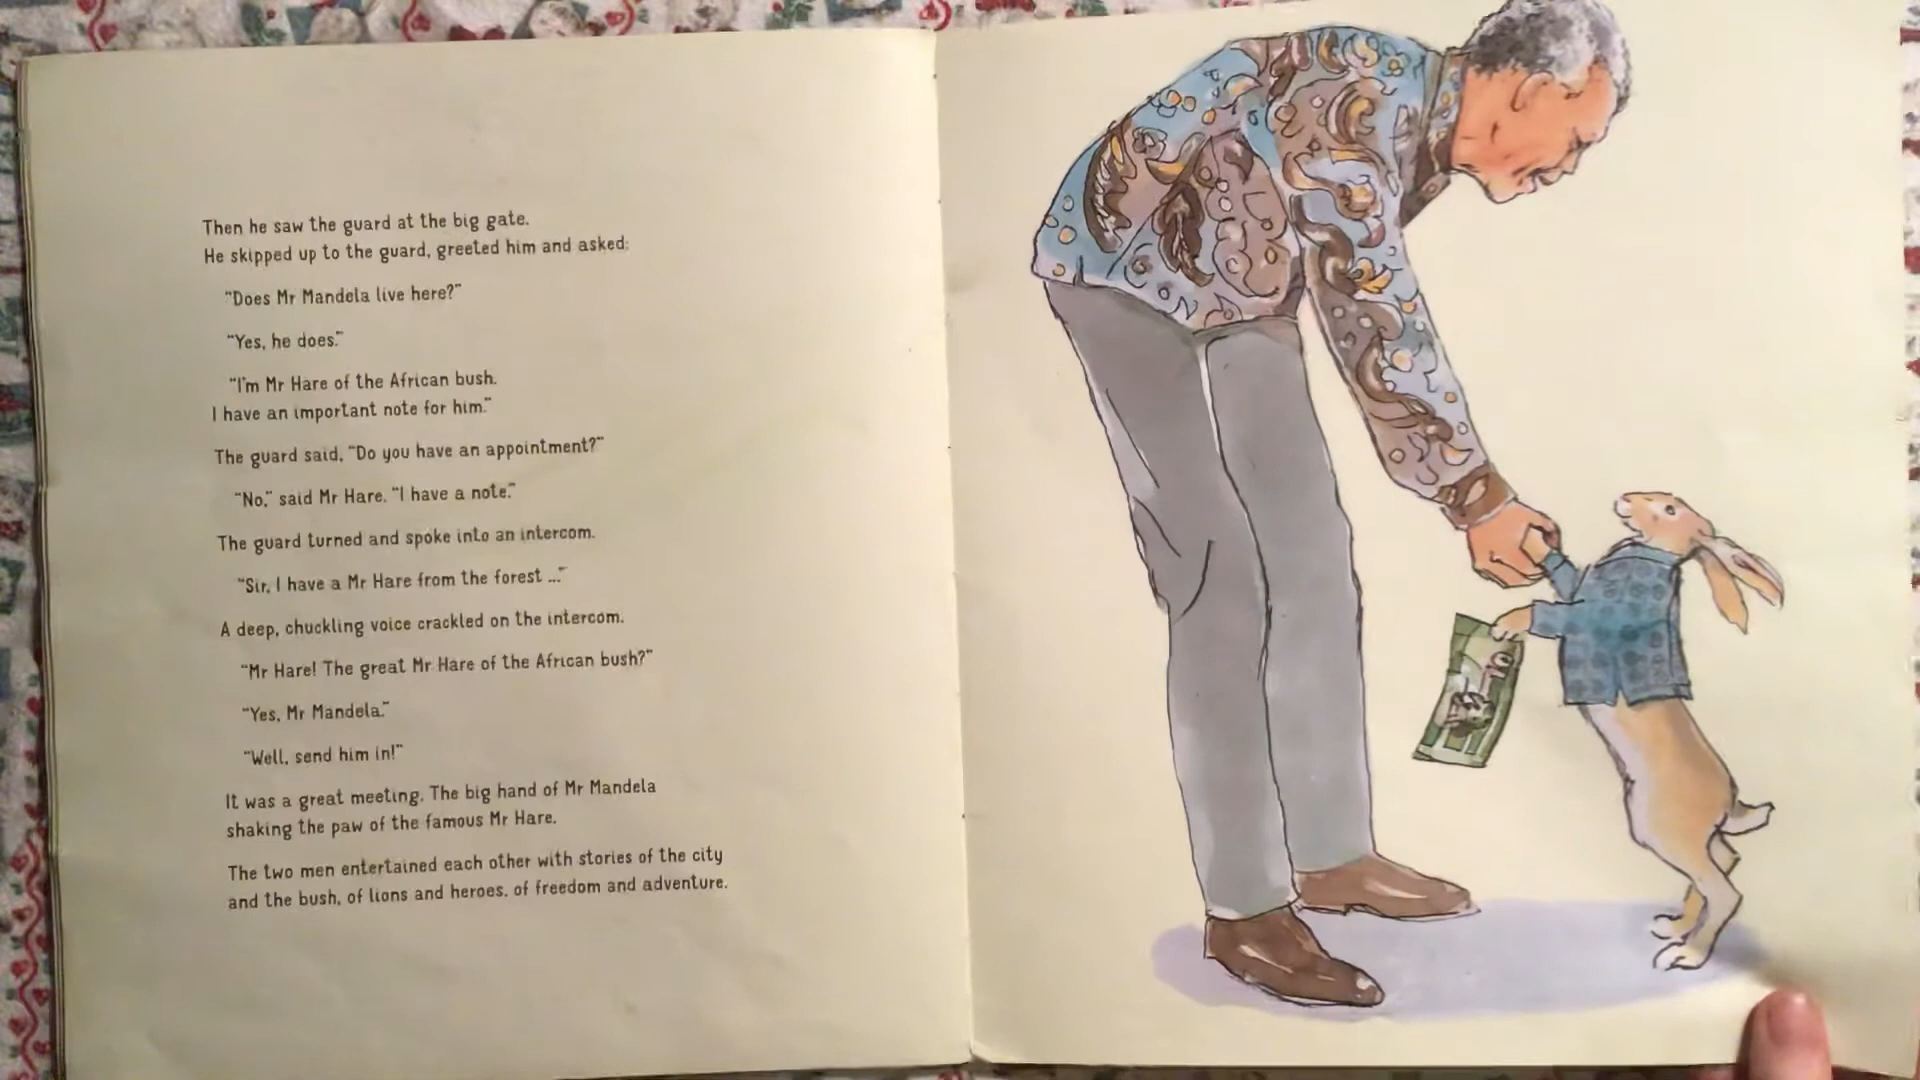 Then he saw the guard at the big gate.
He skipped up to the guard, greeted him and asked:
"Does Mr Mandela live here?"
"Yes, he does."
"I'm Mr Hare of the African bush.
I have an important note for him."
The guard said, "Do you have an appointment?"
"No," said Mr Hare. "I have a note."
The guard turned and spoke into an intercom.
"Sir, I have a Mr Hare from the forest ..."
A deep, chuckling voice crackled on the intercom.
"Mr Hare! The great Mr Hare of the African bush?"
"Yes, Mr Mandela."
"Well, send him in!"
It was a great meeting. The big hand of Mr Mandela
shaking the paw of the famous Mr Hare.
The two men entertained each other with stories of the city
and the bush, of lions and heroes, of freedom and adventure.